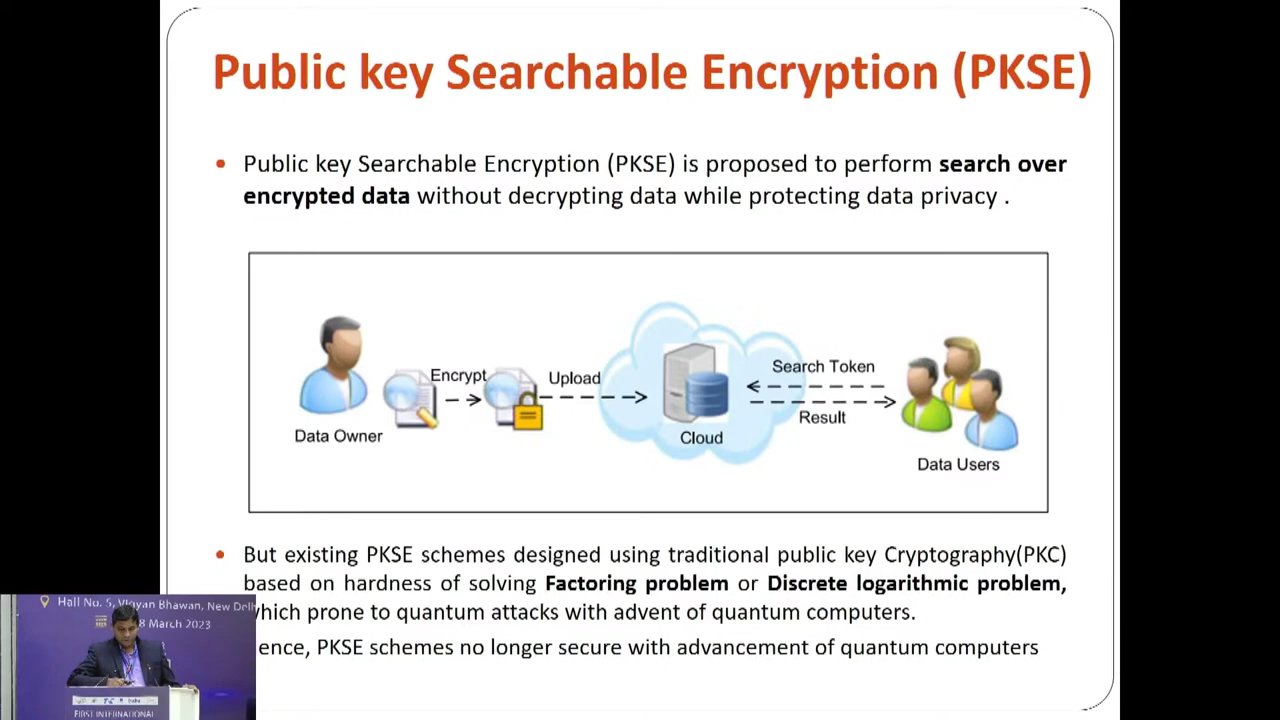 Public key Searchable Encryption (PKSE)
• Public key Searchable Encryption (PKSE) is proposed to perform search over
encrypted data without decrypting data while protecting data privacy .
Encrypt
Upload
Search Token
Result
Data Owner
Cloud
Data Users
• But existing PKSE schemes designed using traditional public key Cryptography(PKC)
based on hardness of solving Factoring problem or Discrete logarithmic problem,
which prone to quantum attacks with advent of quantum computers.
ence, PKSE schemes no longer secure with advancement of quantum computers
Hall No. 5, Vigyan Bhawan, New Delh
8 March 2023
FIRST INTERNATIONAL